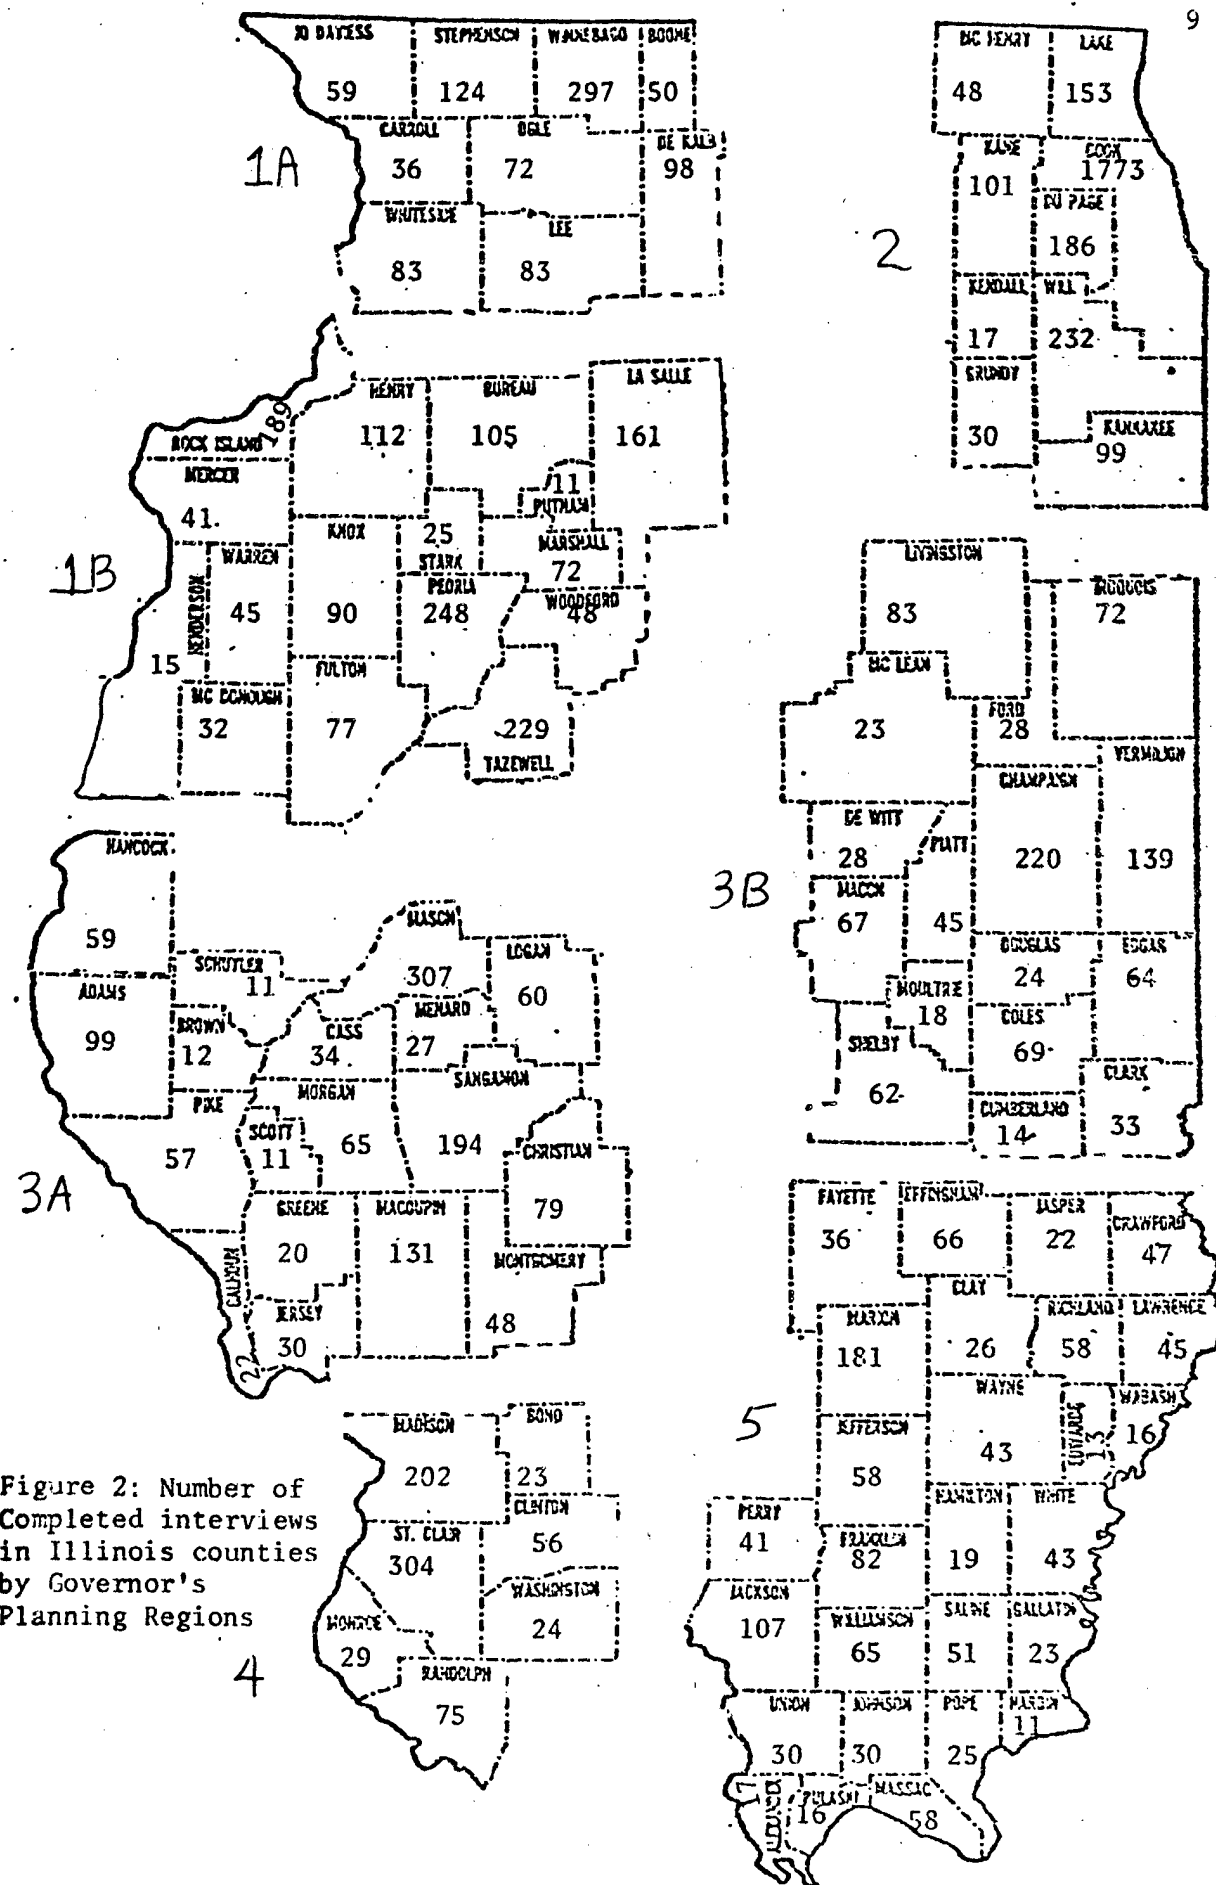 9
JO DAVIESS STEPHENSON WINNEBAGO BOONE
59 124 297 50
CARROLL OGLE DE KALB
36 72 98
1A
WHITESIDE LEE
83 83
MC HENRY LAKE
48 153
KANE COOK
101 1773
DU PAGE
186
2
KENDALL WILL
17 232
GRUNDY
30
KANKAKEE
99
HENRY BUREAU LA SALLE
189
ROCK ISLAND
112 105 161
MERCER
11
PUTNAM
41
KNOX
25
STARK
MARSHALL
72
1B
WARREN
HENDERSON
PEORIA
WOODFORD
45 90 248 48
15
FULTON
MC DONOUGH
32 77 229
TAZEWELL
LIVINGSTON
IROQUOIS
83 72
MC LEAN
23
FORD
28
VERMILION
CHAMPAIGN
DE WITT
PIATT
28 220 139
3B
MACON
67 45
DOUGLAS EDGAR
24 64
MOULTRIE
18
COLES
SHELBY
69
62
CLARK
CUMBERLAND
14 33
HANCOCK
59
MASON
307
LOGAN
60
SCHUYLER
11
ADAMS
99
BROWN
12
CASS
34
MENARD
27
SANGAMON
PIKE
MORGAN
SCOTT
57 11 65 194
CHRISTIAN
79
3A
GREENE MACOUPIN
20 131
MONTGOMERY
CALHOUN
JERSEY
22 30 48
FAYETTE EFFINGHAM JASPER CRAWFORD
36 66 22 47
CLAY
MARION
RICHLAND LAWRENCE
181 26 58 45
WAYNE
WABASH
EDWARDS
5
JEFFERSON
58 43 13 16
HAMILTON WHITE
PERRY
41
FRANKLIN
82 19 43
JACKSON
107
WILLIAMSON
SALINE GALLATIN
65 51 23
UNION JOHNSON POPE HARDIN
11
30 30 25
17
PULASKI MASSAC
16 58
MADISON BOND
202 23
CLINTON
ST. CLAIR
304 56
WASHINGTON
MONROE
24
29
RANDOLPH
75
4
Figure 2: Number of
Completed interviews
in Illinois counties
by Governor's
Planning Regions